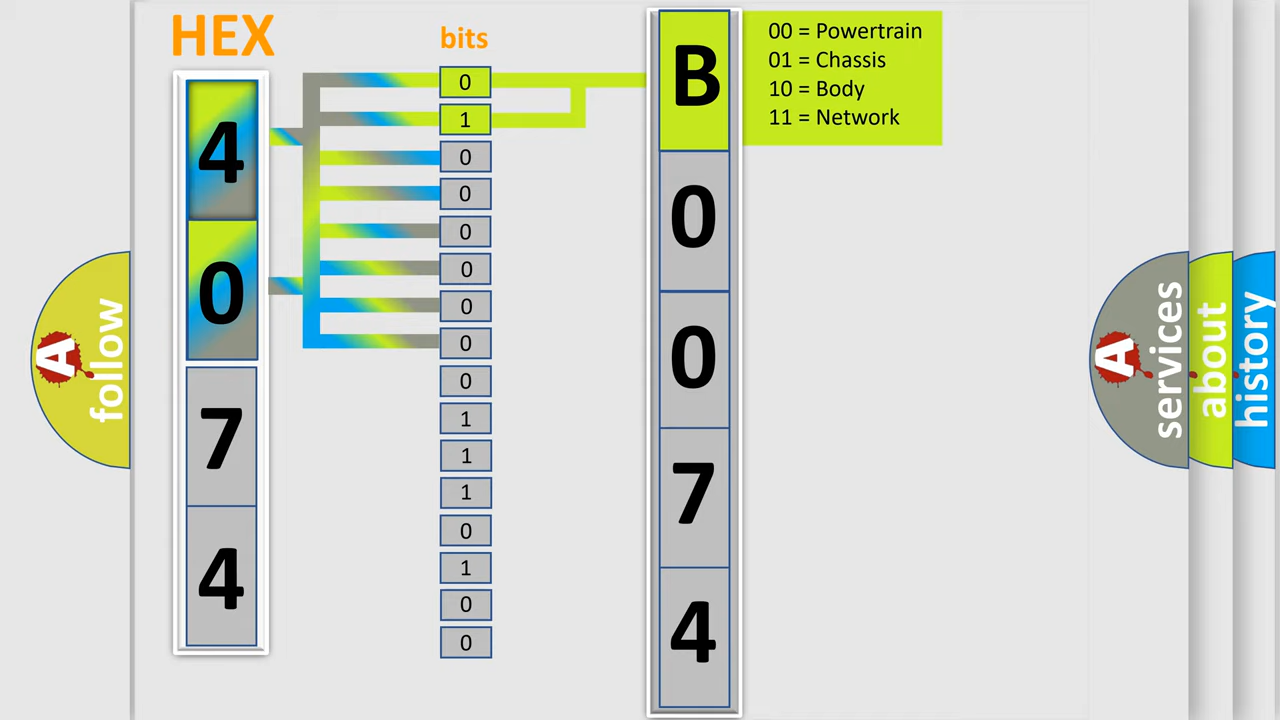 HEX
bits
4
0
7
4
0
1
0
0
0
0
0
0
0
1
1
1
0
1
0
0
B
0
0
7
4
00 = Powertrain
01 = Chassis
10 = Body
11 = Network
A
follow
A
services
about
history